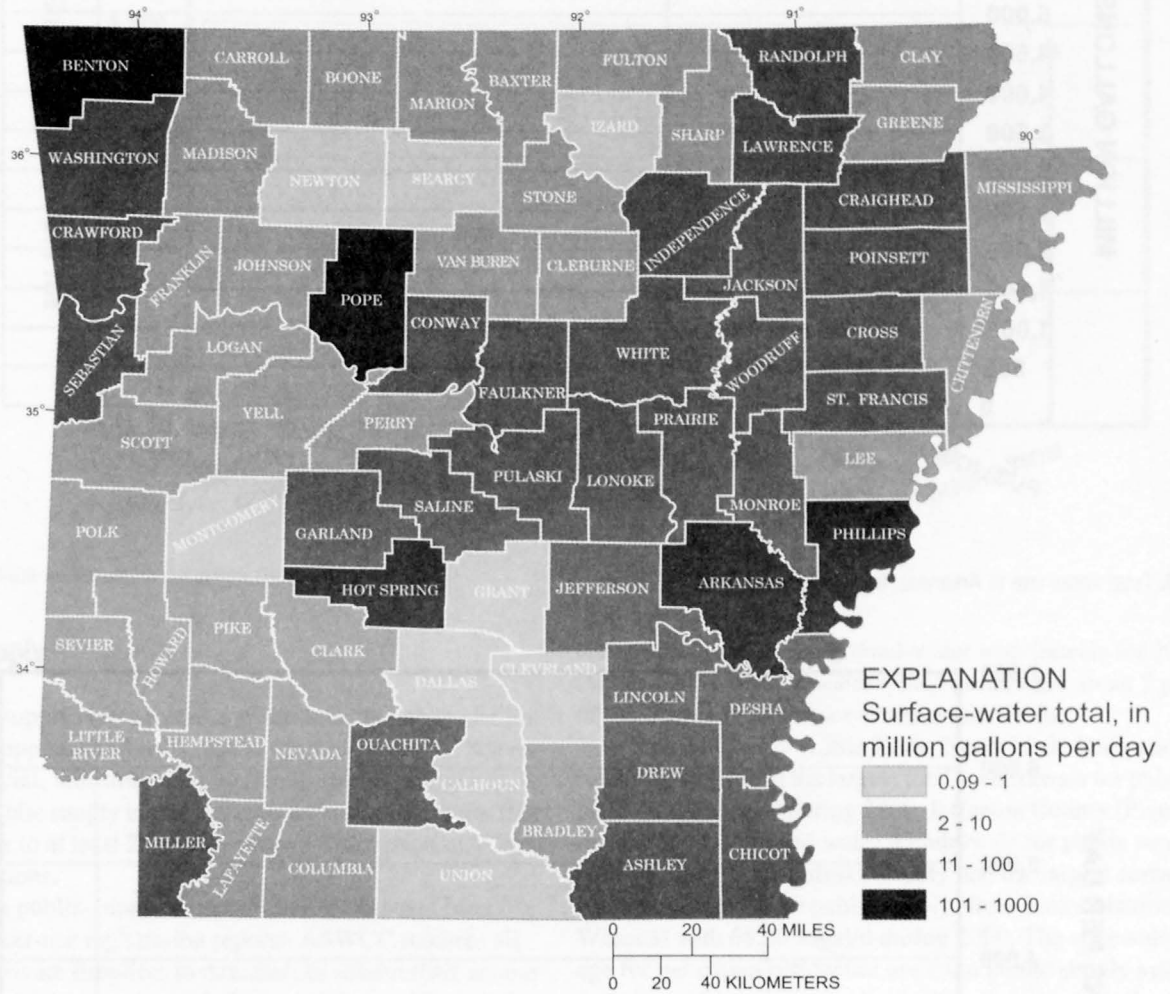 93
92
91
BENTON
CARROLL
BOONE
MARION
BAXTER
FULTON
RANDOLPH
CLAY
IZARD
SHARP
GREENE
LAWRENCE
90
36°
WASHINGTON
MADISON
NEWTON
SEARCY
STONE
INDEPENDENCE
CRAIGHEAD
MISSISSIPPI
CRAWFORD
FRANKLIN
JOHNSON
POPE
VAN BUREN
CLEBURNE
JACKSON
POINSETT
CONWAY
SEBASTIAN
LOGAN
WHITE
WOODRUFF
CROSS
CRITTENDEN
FAULKNER
ST. FRANCIS
35°
YELL
PERRY
PRAIRIE
SCOTT
LEE
PULASKI
LONOKE
SALINE
MONROE
POLK
MONTGOMERY
GARLAND
PHILLIPS
HOT SPRING
GRANT
JEFFERSON
ARKANSAS
SEVIER
HOWARD
PIKE
CLARK
34°
DALLAS
CLEVELAND
LINCOLN
DESHA
LITTLE
RIVER
HEMPSTEAD
NEVADA
OUACHITA
CALHOUN
DREW
BRADLEY
MILLER
LAFAYETTE
COLUMBIA
UNION
ASHLEY
CHICOT
EXPLANATION
Surface-water total, in
million gallons per day
0.09 - 1
2 - 10
11 - 100
101 - 1000
0 20 40 MILES
0 20 40 KILOMETERS